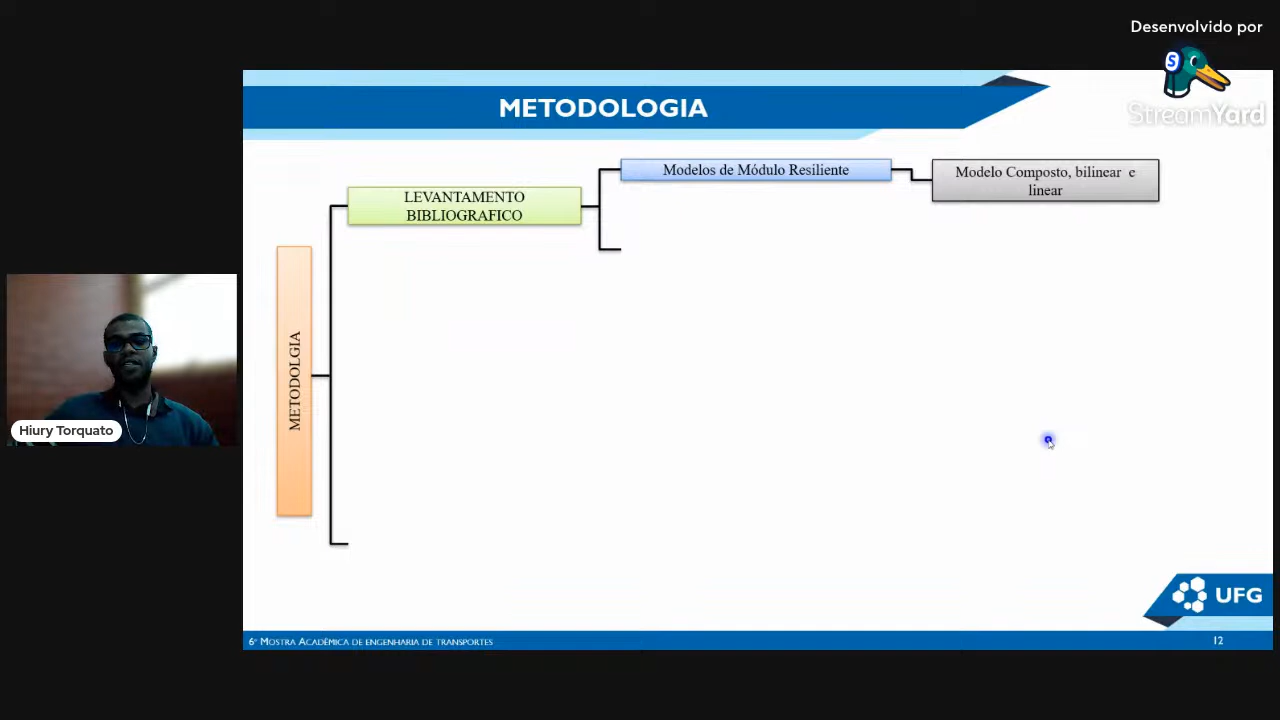 Desenvolvido por
StreamYard
METODOLOGIA
Modelos de Módulo Resiliente
Modelo Composto, bilinear e
linear
LEVANTAMENTO
BIBLIOGRAFICO
METODOLGIA
Hiury Torquato
UFG
6º MOSTRA ACADÊMICA DE ENGENHARIA DE TRANSPORTES
12